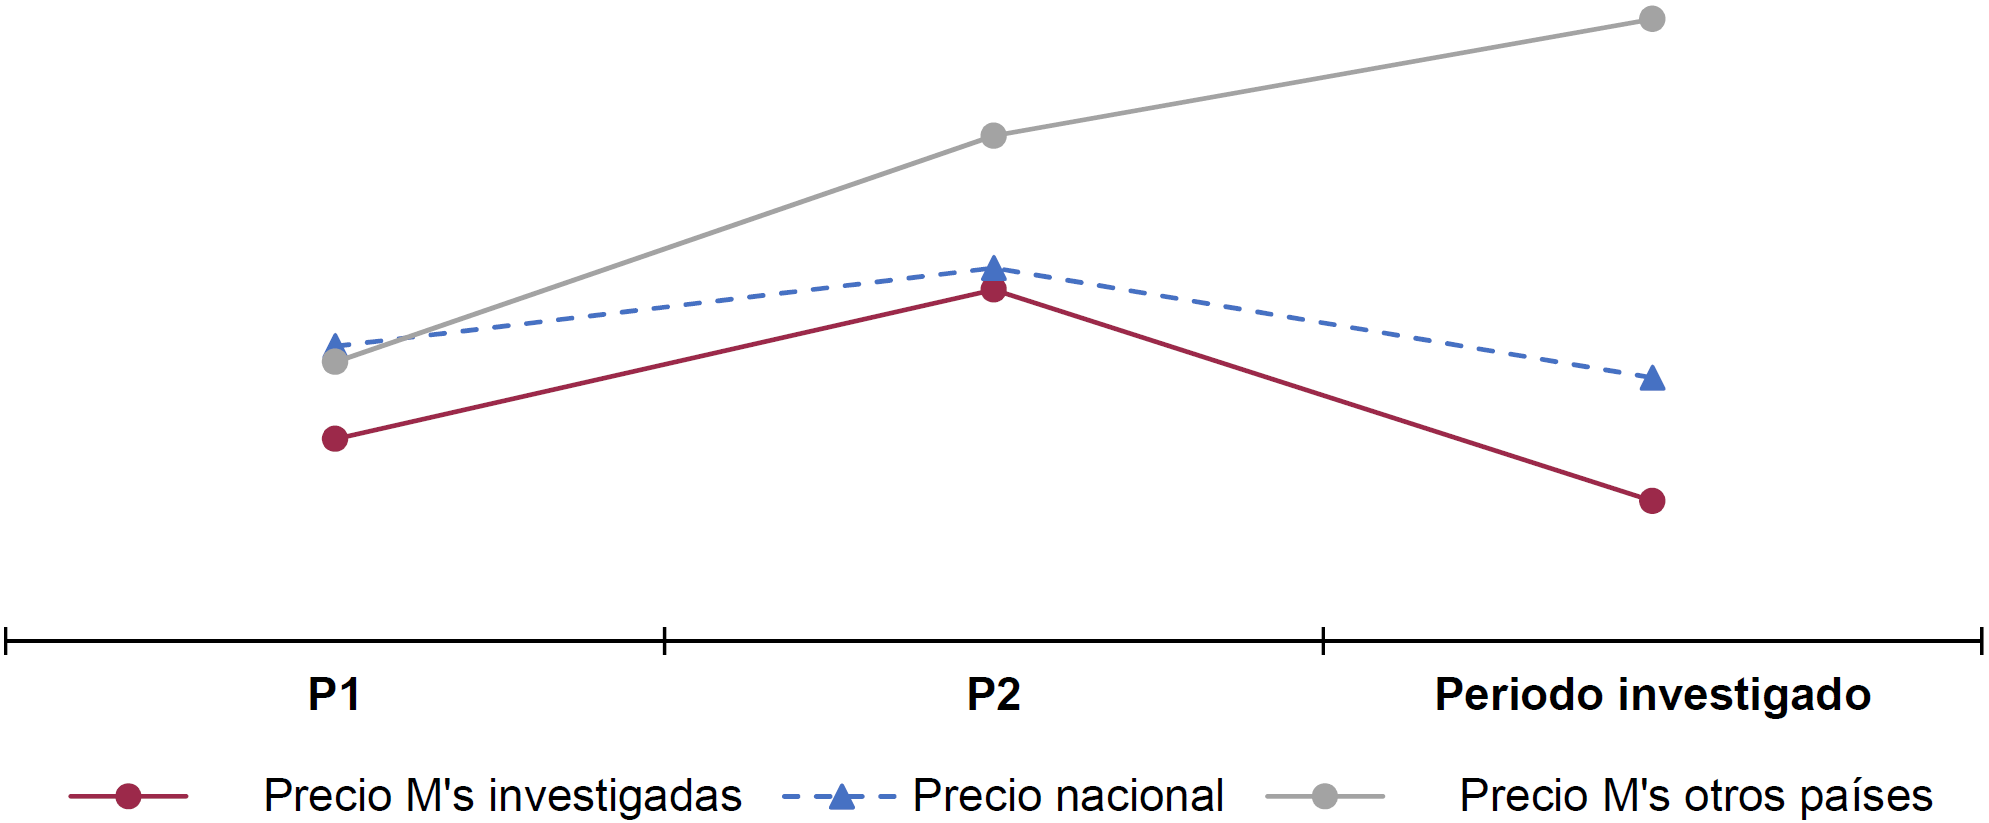 P1 P2 Periodo investigado
Precio M's investigadas Precio nacional Precio M's otros países